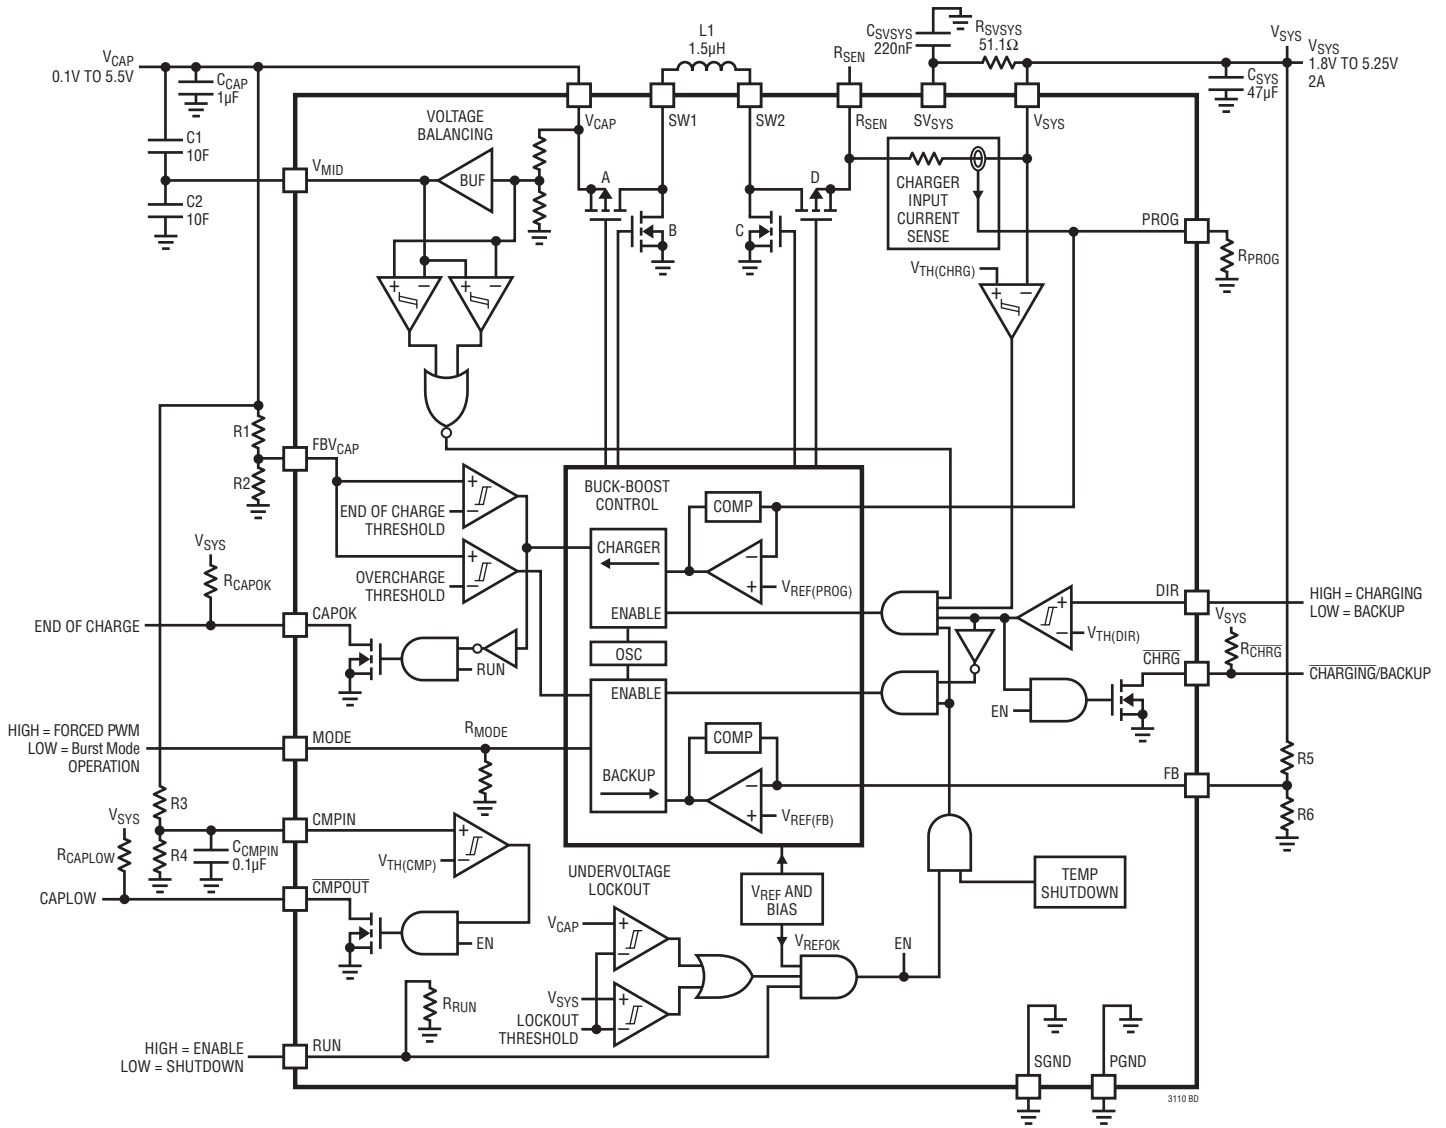 VCAP
0.1V TO 5.5V
CCAP
1µF
C1
10F
C2
10F
L1
1.5µH
RSEN
CSVSYS
220nF
RSVSYS
51.1Ω
VSYS
VSYS
1.8V TO 5.25V
2A
CSYS
47µF
VOLTAGE
BALANCING
VCAP
SW1
SW2
RSEN
SVSYS
VSYS
VMID
BUF
A
B
C
D
CHARGER
INPUT
CURRENT
SENSE
PROG
RPROG
VTH(CHRG)
+
–
+
–
+
–
R1
R2
FBVCAP
+
–
END OF CHARGE
THRESHOLD
+
–
OVERCHARGE
THRESHOLD
BUCK-BOOST
CONTROL
COMP
CHARGER
–
+
VREF(PROG)
ENABLE
OSC
ENABLE
COMP
BACKUP
–
+
VREF(FB)
VSYS
RCAPOK
END OF CHARGE
CAPOK
RUN
DIR
HIGH = CHARGING
LOW = BACKUP
+
–
VTH(DIR)
VSYS
RCHRG
CHRG
CHARGING/BACKUP
EN
HIGH = FORCED PWM
LOW = Burst Mode
OPERATION
MODE
RMODE
FB
R5
R6
R3
R4
VSYS
RCAPLOW
CMPIN
CCMPIN
0.1µF
+
–
VTH(CMP)
CAPLOW
CMPOUT
EN
UNDERVOLTAGE
LOCKOUT
VREF AND
BIAS
TEMP
SHUTDOWN
VCAP
+
–
VREFOK
EN
VSYS
+
–
LOCKOUT
THRESHOLD
RRUN
HIGH = ENABLE
LOW = SHUTDOWN
RUN
SGND
PGND
3110 BD